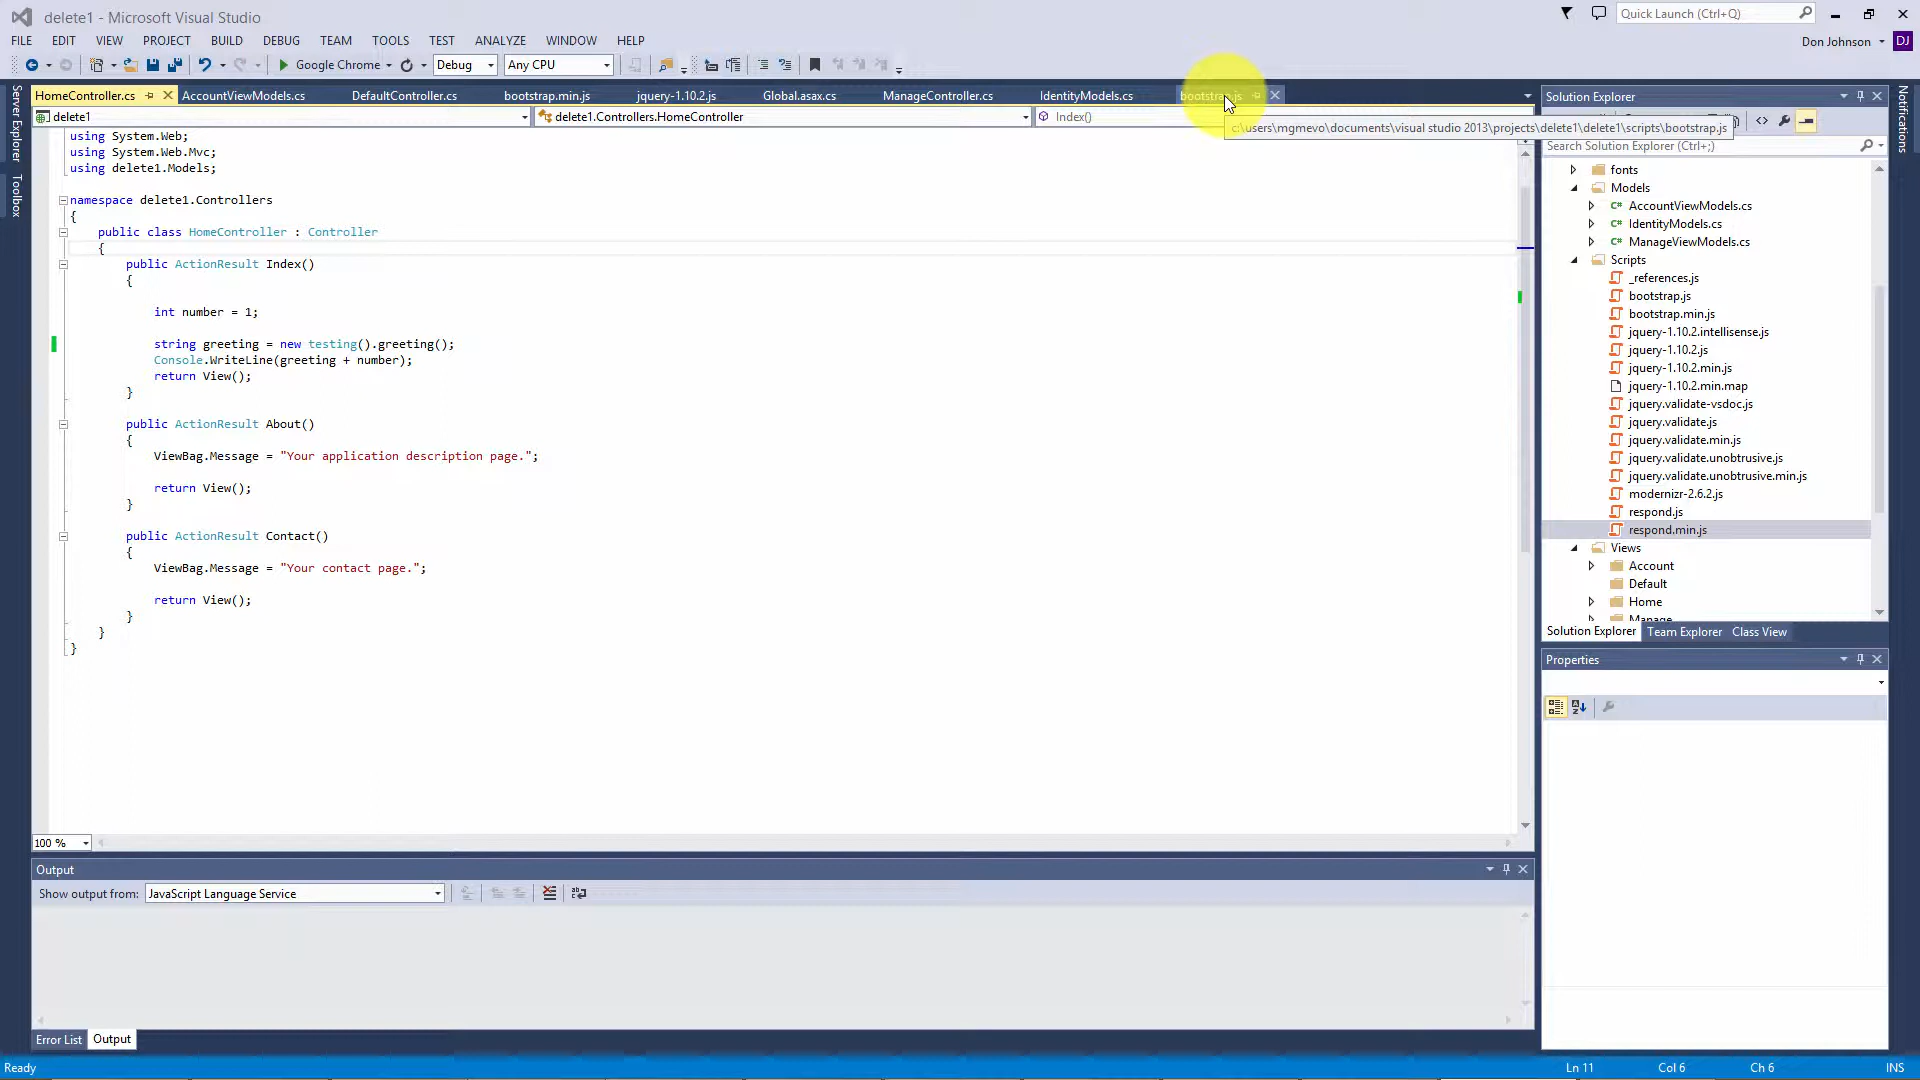 delete1 - Microsoft Visual Studio
Quick Launch (Ctrl+Q)
FILE EDIT VIEW PROJECT BUILD DEBUG TEAM TOOLS TEST ANALYZE WINDOW HELP
Don Johnson DJ
Google Chrome Debug Any CPU
HomeController.cs AccountViewModels.cs DefaultController.cs bootstrap.min.js jquery-1.10.2.js Global.asax.cs ManageController.cs IdentityModels.cs bootstrap.js
delete1 delete1.Controllers.HomeController Index()
c:\users\mgmevo\documents\visual studio 2013\projects\delete1\delete1\scripts\bootstrap.js
Server Explorer
Toolbox
using System.Web;
using System.Web.Mvc;
using delete1.Models;
namespace delete1.Controllers
{
public class HomeController : Controller
{
public ActionResult Index()
{
int number = 1;
string greeting = new testing().greeting();
Console.WriteLine(greeting + number);
return View();
}
public ActionResult About()
{
ViewBag.Message = "Your application description page.";
return View();
}
public ActionResult Contact()
{
ViewBag.Message = "Your contact page.";
return View();
}
}
}
100 %
Output
Show output from: JavaScript Language Service
Error List Output
Solution Explorer
Search Solution Explorer (Ctrl+;)
fonts
Models
AccountViewModels.cs
IdentityModels.cs
ManageViewModels.cs
Scripts
_references.js
bootstrap.js
bootstrap.min.js
jquery-1.10.2.intellisense.js
jquery-1.10.2.js
jquery-1.10.2.min.js
jquery-1.10.2.min.map
jquery.validate-vsdoc.js
jquery.validate.js
jquery.validate.min.js
jquery.validate.unobtrusive.js
jquery.validate.unobtrusive.min.js
modernizr-2.6.2.js
respond.js
respond.min.js
Views
Account
Default
Home
Manage
Solution Explorer Team Explorer Class View
Properties
Notifications
Ready Ln 11 Col 6 Ch 6 INS